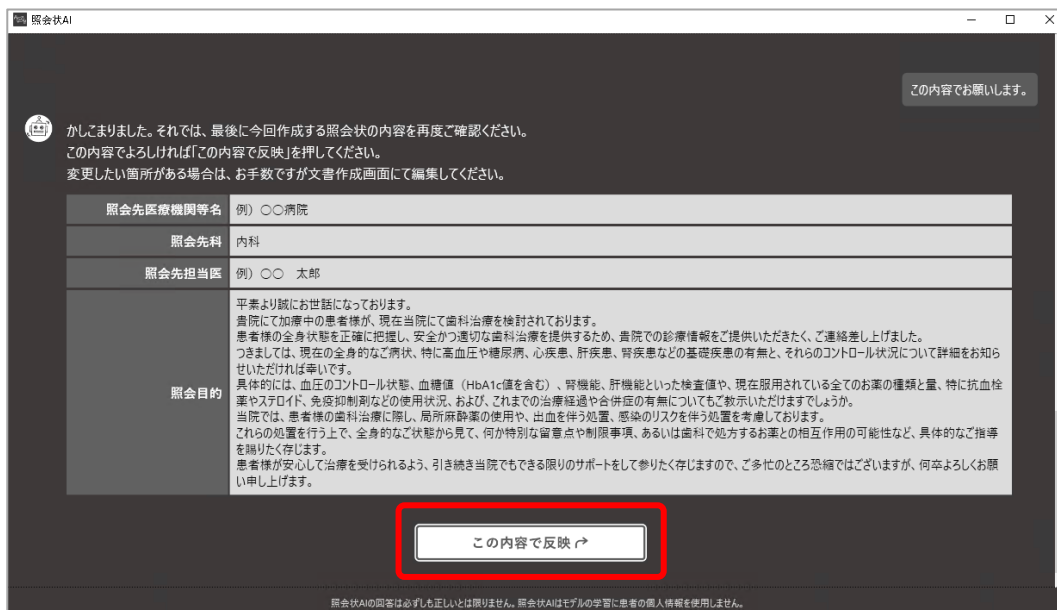 照会状AI
この内容でお願いします。
かしこまりました。それでは、最後に今回作成する照会状の内容を再度ご確認ください。
この内容でよろしければ「この内容で反映」を押してください。
変更したい箇所がある場合は、お手数ですが文書作成画面にて編集してください。
照会先医療機関等名 例）〇〇病院
照会先科 内科
照会先担当医 例）〇〇　太郎
照会目的
平素より誠にお世話になっております。
貴院にて加療中の患者様が、現在当院にて歯科治療を検討されております。
患者様の全身状態を正確に把握し、安全かつ適切な歯科治療を提供するため、貴院での診療情報をご提供いただきたく、ご連絡差し上げました。
つきましては、現在の全身的なご病状、特に高血圧や糖尿病、心疾患、肝疾患、腎疾患などの基礎疾患の有無と、それらのコントロール状況について詳細をお知ら
せいただければ幸いです。
具体的には、血圧のコントロール状態、血糖値（HbA1c値を含む）、腎機能、肝機能といった検査値や、現在服用されている全てのお薬の種類と量、特に抗血栓
薬やステロイド、免疫抑制剤などの使用状況、および、これまでの治療経過や合併症の有無についてもご教示いただけますでしょうか。
当院では、患者様の歯科治療に際し、局所麻酔薬の使用や、出血を伴う処置、感染のリスクを伴う処置を考慮しております。
これらの処置を行う上で、全身的なご状態から見て、何か特別な留意点や制限事項、あるいは歯科で処方するお薬との相互作用の可能性など、具体的なご指導
を賜りたく存じます。
患者様が安心して治療を受けられるよう、引き続き当院でもできる限りのサポートをして参りたく存じますので、ご多忙のところ恐縮ではございますが、何卒よろしくお願
い申し上げます。
この内容で反映
照会状AIの回答は必ずしも正しいとは限りません。照会状AIはモデルの学習に患者の個人情報を使用しません。